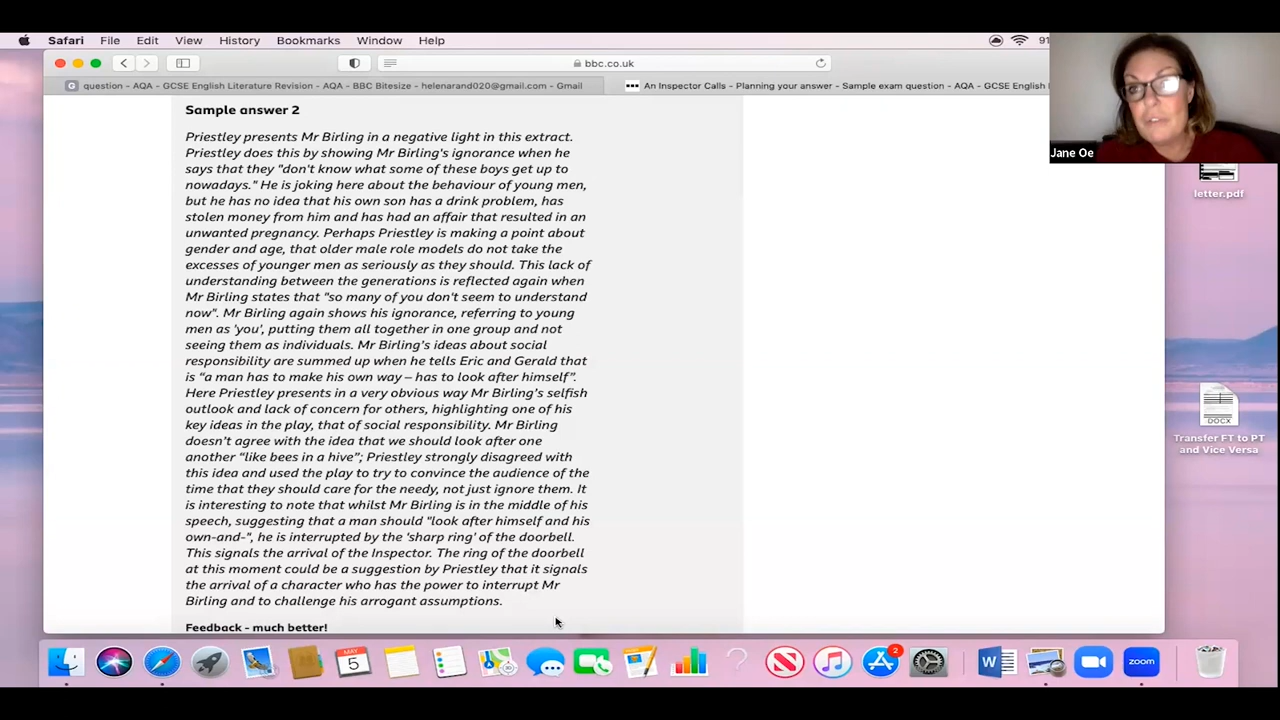 Safari File Edit View History Bookmarks Window Help
bbc.co.uk
question - AQA - GCSE English Literature Revision - AQA - BBC Bitesize - helenarand020@gmail.com - Gmail
An Inspector Calls - Planning your answer - Sample exam question - AQA - GCSE English
Jane Oe
Sample answer 2
Priestley presents Mr Birling in a negative light in this extract.
Priestley does this by showing Mr Birling's ignorance when he
says that they "don't know what some of these boys get up to
nowadays." He is joking here about the behaviour of young men,
but he has no idea that his own son has a drink problem, has
stolen money from him and has had an affair that resulted in an
unwanted pregnancy. Perhaps Priestley is making a point about
gender and age, that older male role models do not take the
excesses of younger men as seriously as they should. This lack of
understanding between the generations is reflected again when
Mr Birling states that "so many of you don't seem to understand
now". Mr Birling again shows his ignorance, referring to young
men as 'you', putting them all together in one group and not
seeing them as individuals. Mr Birling's ideas about social
responsibility are summed up when he tells Eric and Gerald that
is “a man has to make his own way – has to look after himself”.
Here Priestley presents in a very obvious way Mr Birling’s selfish
outlook and lack of concern for others, highlighting one of his
key ideas in the play, that of social responsibility. Mr Birling
doesn’t agree with the idea that we should look after one
another “like bees in a hive”; Priestley strongly disagreed with
this idea and used the play to try to convince the audience of the
time that they should care for the needy, not just ignore them. It
is interesting to note that whilst Mr Birling is in the middle of his
speech, suggesting that a man should "look after himself and his
own-and-", he is interrupted by the ‘sharp ring’ of the doorbell.
This signals the arrival of the Inspector. The ring of the doorbell
at this moment could be a suggestion by Priestley that it signals
the arrival of a character who has the power to interrupt Mr
Birling and to challenge his arrogant assumptions.
Feedback - much better!
letter.pdf
DOCX
Transfer FT to PT
and Vice Versa
MAY
5
2
zoom